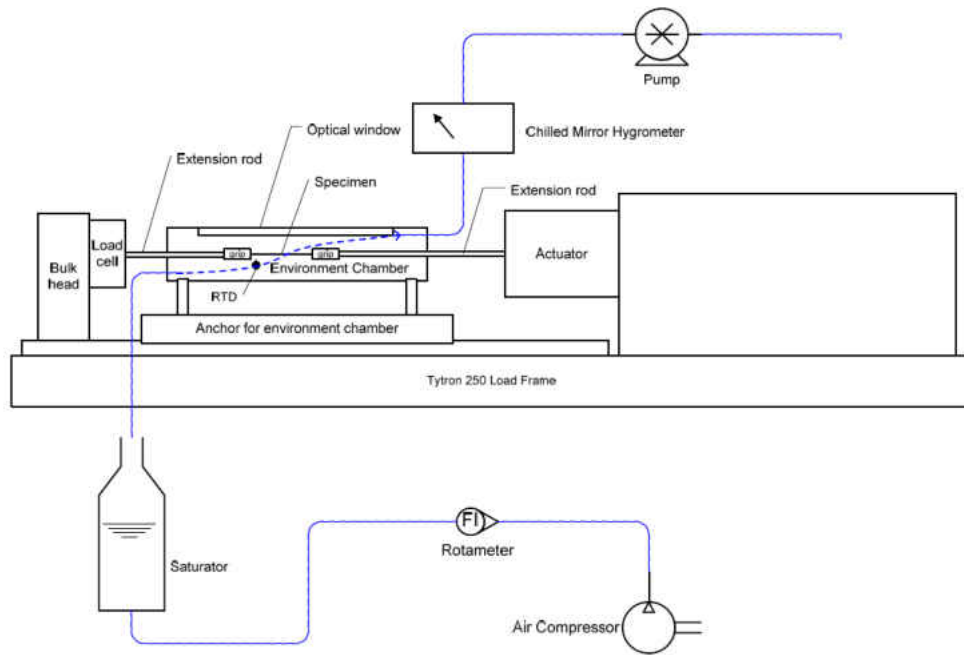 Pump
Optical window
Chilled Mirror Hygrometer
Extension rod
Specimen
Extension rod
Load
cell
Actuator
grip
grip
Bulk
head
Environment Chamber
RTD
Anchor for environment chamber
Tytron 250 Load Frame
FI
Rotameter
Saturator
Air Compressor